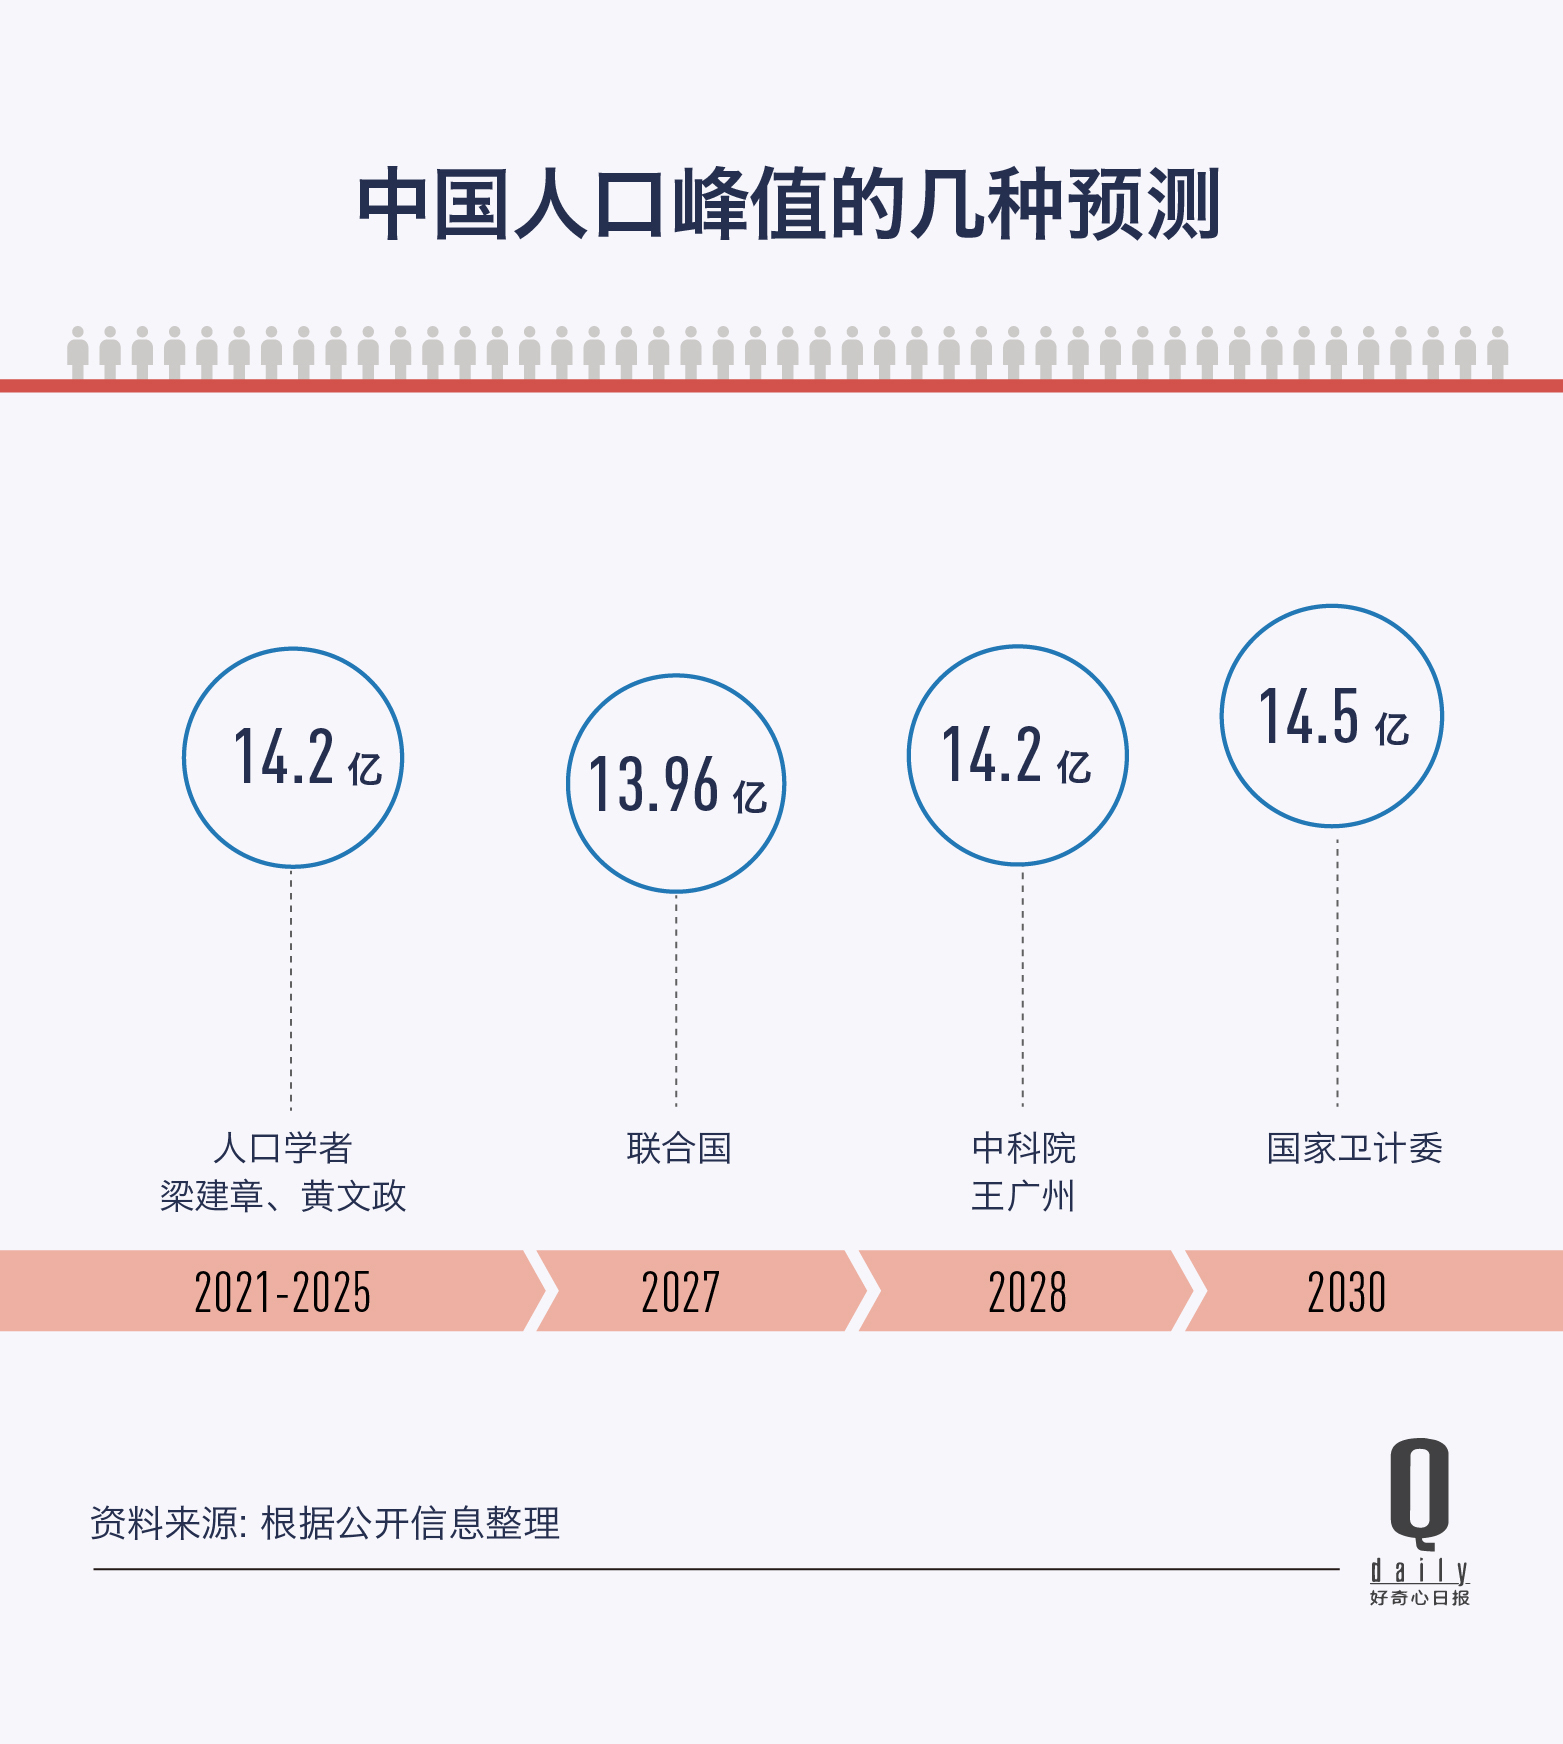 中国人口峰值的几种预测
14.2 亿
13.96 亿
14.2 亿
14.5 亿
人口学者
梁建章、黄文政
联合国
中科院
王广州
国家卫计委
2021-2025
2027
2028
2030
资料来源: 根据公开信息整理
Q
daily
好奇心日报